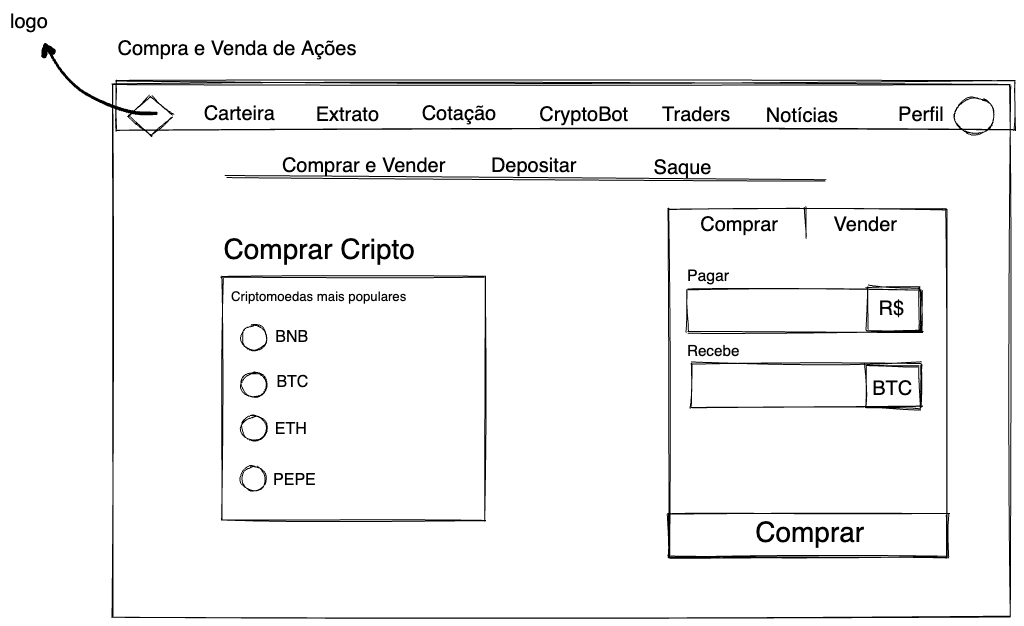 logo
Compra e Venda de Ações
Carteira Extrato Cotação CryptoBot Traders Notícias Perfil
Comprar e Vender Depositar Saque
Comprar Cripto
Criptomoedas mais populares
BNB
BTC
ETH
PEPE
Comprar Vender
Pagar
R$
Recebe
BTC
Comprar